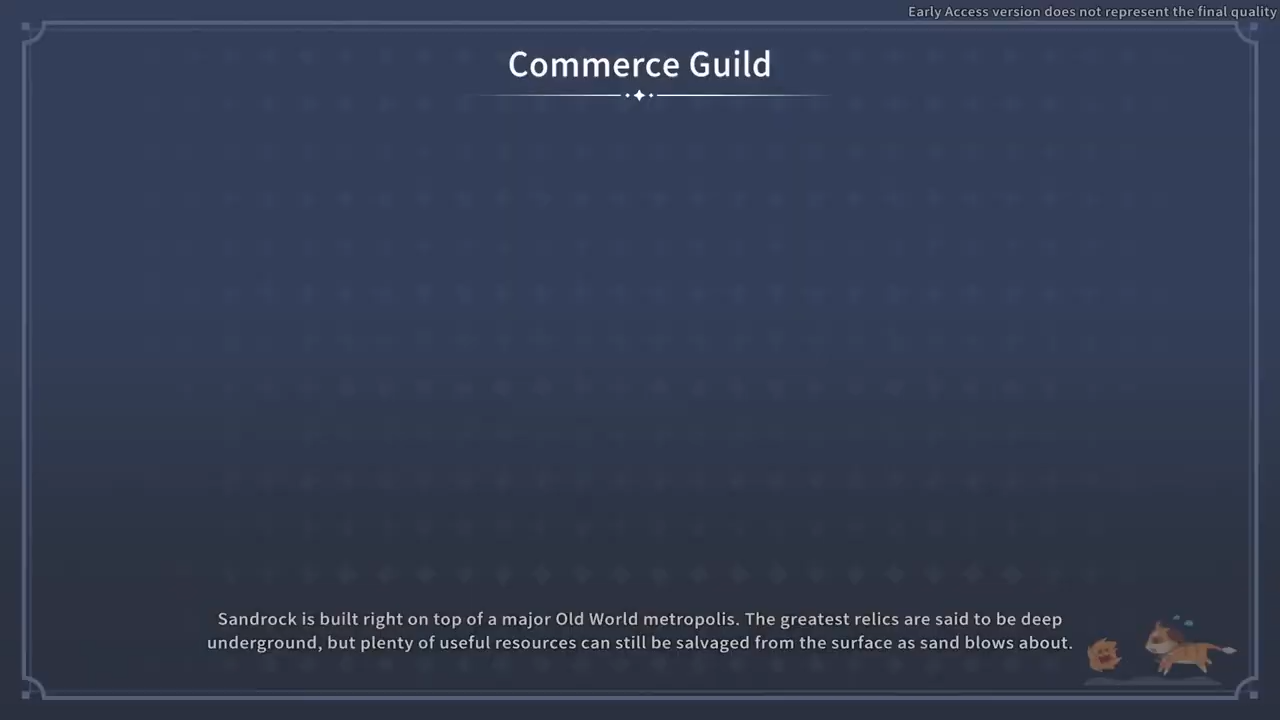 Early Access version does not represent the final quality
Commerce Guild
Sandrock is built right on top of a major Old World metropolis. The greatest relics are said to be deep
underground, but plenty of useful resources can still be salvaged from the surface as sand blows about.